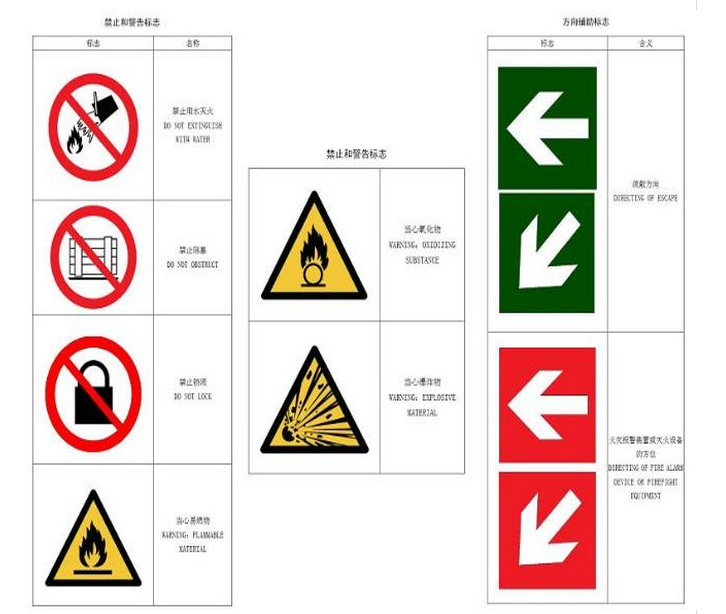 禁止和警告标志
标志 名称
禁止用水灭火
DO NOT EXTINGUISH
WITH WATER
禁止阻塞
DO NOT OBSTRUCT
禁止锁闭
DO NOT LOCK
当心易燃物
WARNING: FLAMMABLE
MATERIAL
禁止和警告标志
当心氧化物
WARNING: OXIDIZING
SUBSTANCE
当心爆炸物
WARNING: EXPLOSIVE
MATERIAL
方向辅助标志
标志 含义
疏散方向
DIRECTING OF ESCAPE
火灾报警装置或灭火设备
的方位
DIRECTING OF FIRE ALARM
DEVICE OR FIREFIGHT
EQUIPMENT